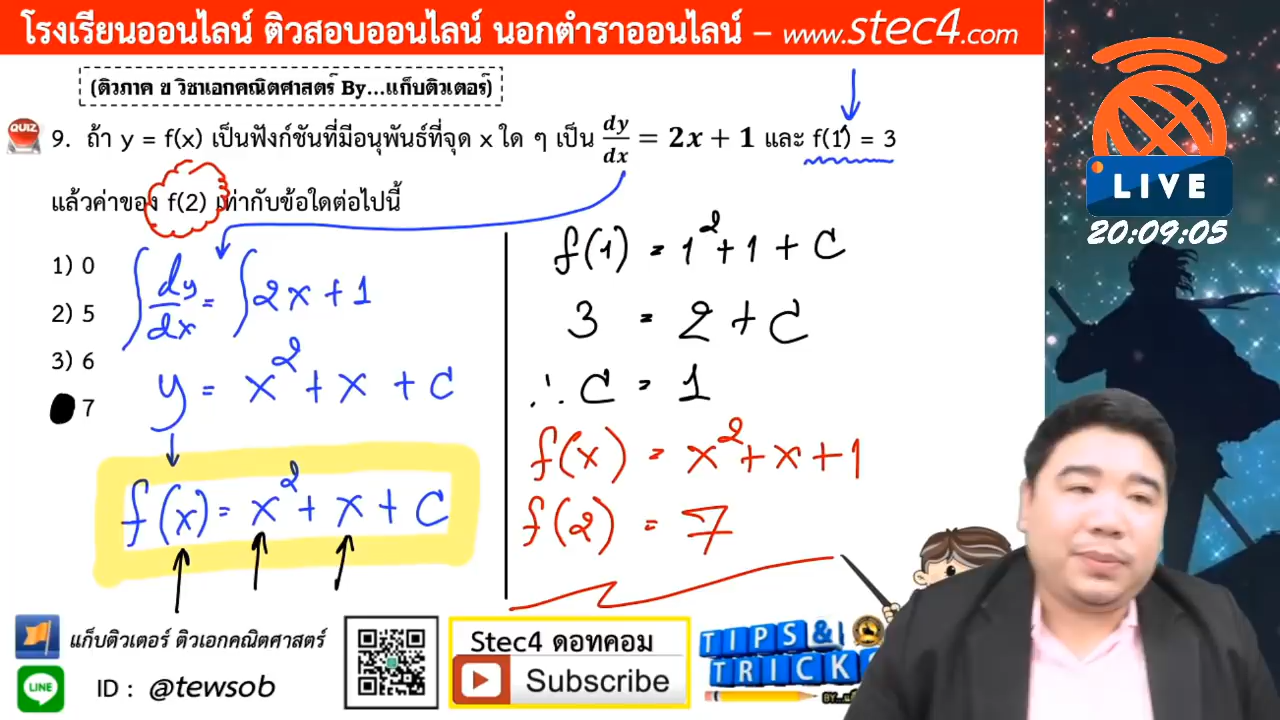 โรงเรียนออนไลน์ ติวสอบออนไลน์ นอกตำราออนไลน์ – www.stec4.com
(ติวภาค ข วิชาเอกคณิตศาสตร์ By...แก็บติวเตอร์)
QUIZ
9. ถ้า y = f(x) เป็นฟังก์ชันที่มีอนุพันธ์ที่จุด x ใด ๆ เป็น dy/dx = 2x + 1 และ f(1) = 3
แล้วค่าของ f(2) เท่ากับข้อใดต่อไปนี้
1) 0
2) 5
3) 6
7
∫ dy/dx = ∫ 2x + 1
y = x² + x + C
f(x) = x² + x + C
f(1) = 1² + 1 + C
3 = 2 + C
∴ C = 1
f(x) = x² + x + 1
f(2) = 7
LIVE
20:09:05
แก็บติวเตอร์ ติวเอกคณิตศาสตร์
LINE
ID : @tewsob
Stec4 ดอทคอม
Subscribe
TIPS &
TRICK